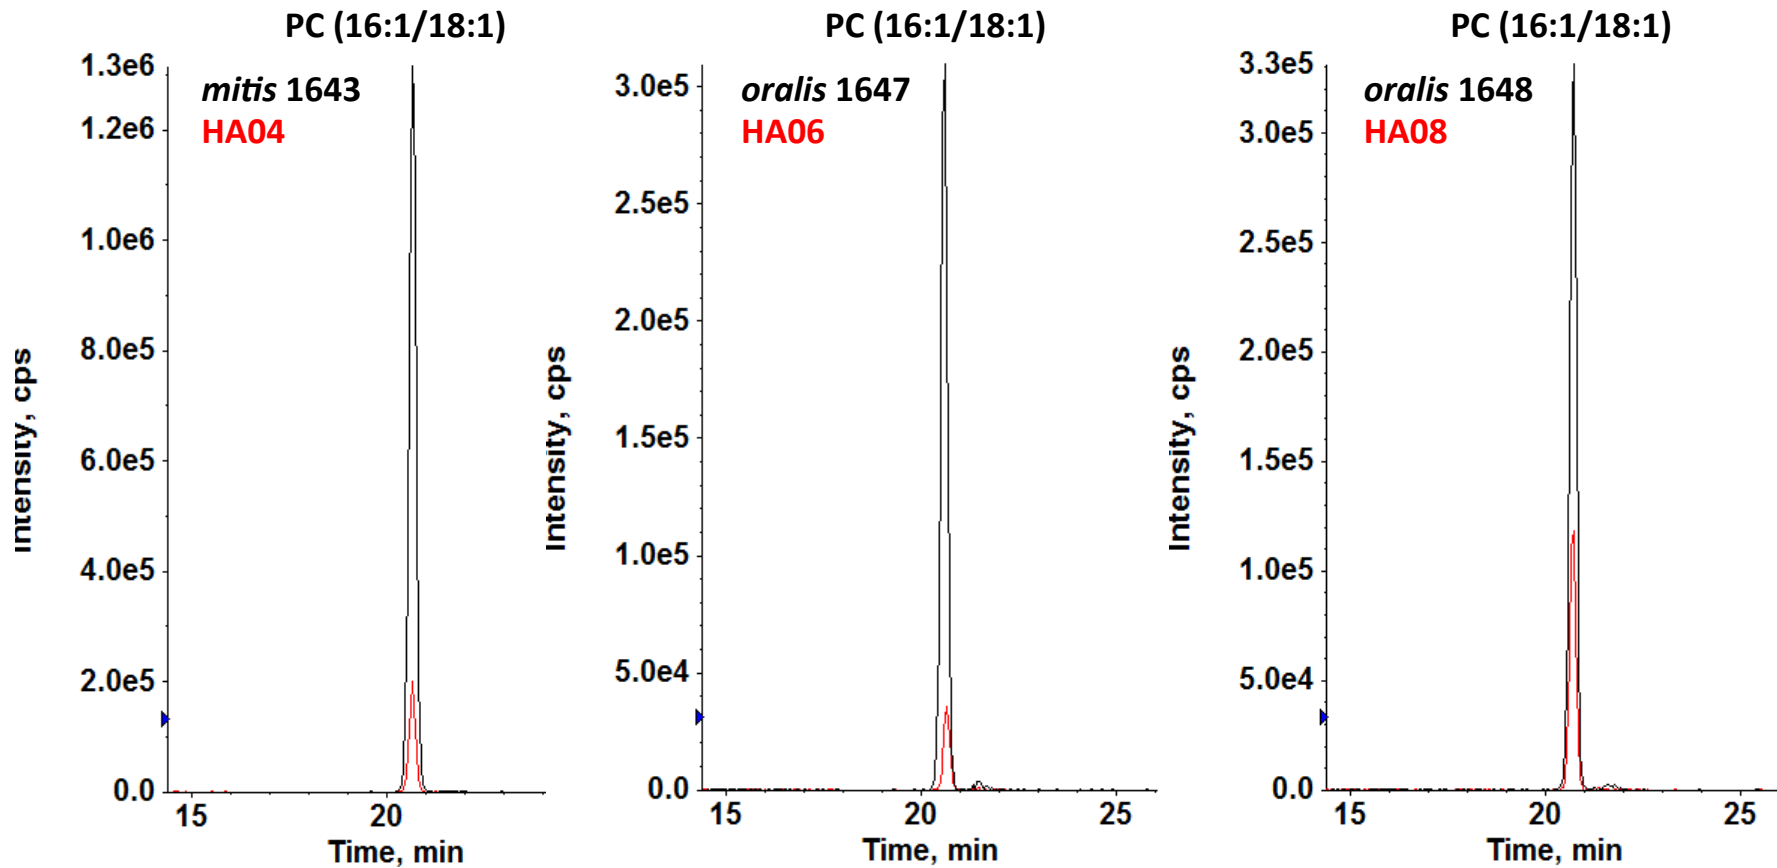 PC (16:1/18:1)
mitis 1643
HA04
1.3e6
1.2e6
1.0e6
8.0e5
6.0e5
4.0e5
2.0e5
0.0
15
20
Time, min
Intensity, cps
PC (16:1/18:1)
oralis 1647
HA06
3.0e5
2.5e5
2.0e5
1.5e5
1.0e5
5.0e4
0.0
15
20
25
Time, min
Intensity, cps
PC (16:1/18:1)
oralis 1648
HA08
3.3e5
3.0e5
2.5e5
2.0e5
1.5e5
1.0e5
5.0e4
0.0
15
20
25
Time, min
Intensity, cps